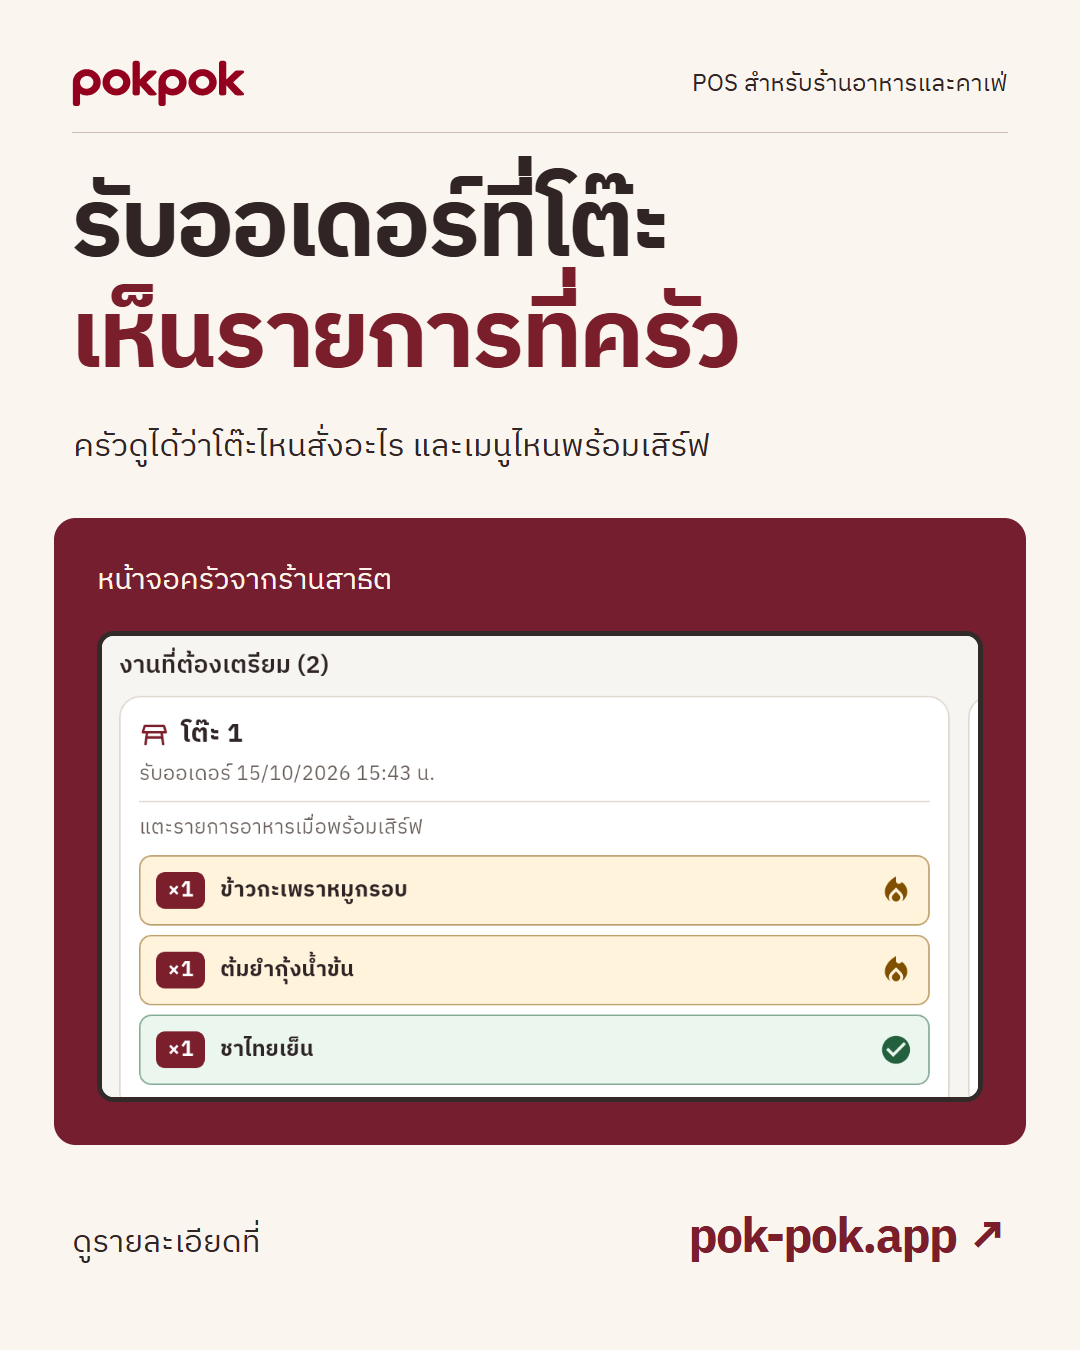 pokpok
POS สำหรับร้านอาหารและคาเฟ่
รับออเดอร์ที่โต๊ะ
เห็นรายการที่ครัว
ครัวดูได้ว่าโต๊ะไหนสั่งอะไร และเมนูไหนพร้อมเสิร์ฟ
หน้าจอครัวจากร้านสาธิต
งานที่ต้องเตรียม (2)
โต๊ะ 1
รับออเดอร์ 15/10/2026 15:43 น.
แตะรายการอาหารเมื่อพร้อมเสิร์ฟ
×1 ข้าวกะเพราหมูกรอบ
×1 ต้มยำกุ้งน้ำข้น
×1 ชาไทยเย็น
ดูรายละเอียดที่
pok-pok.app ↗